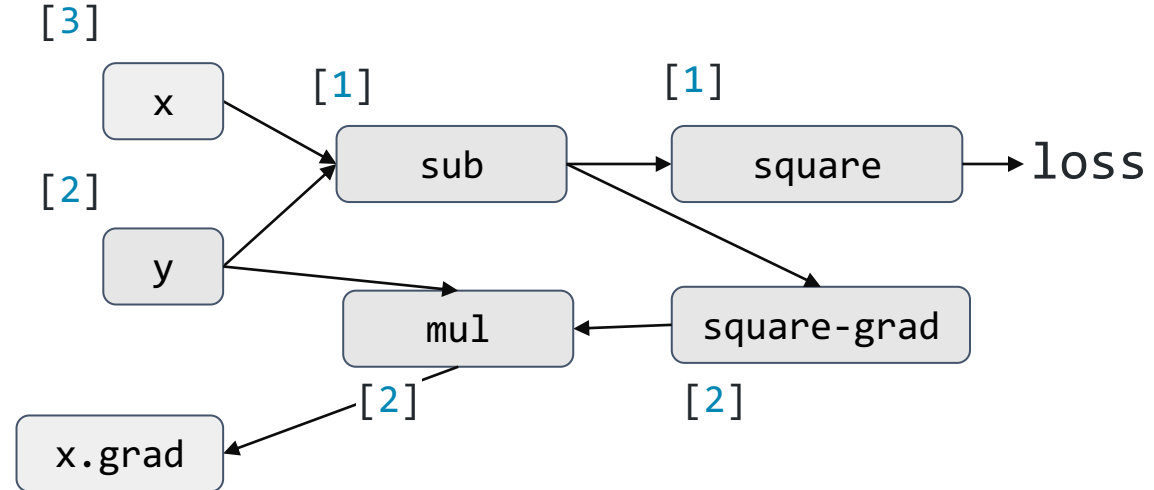 [3]
x
[1]
[1]
sub
square
loss
[2]
y
mul
square-grad
[2]
[2]
x.grad